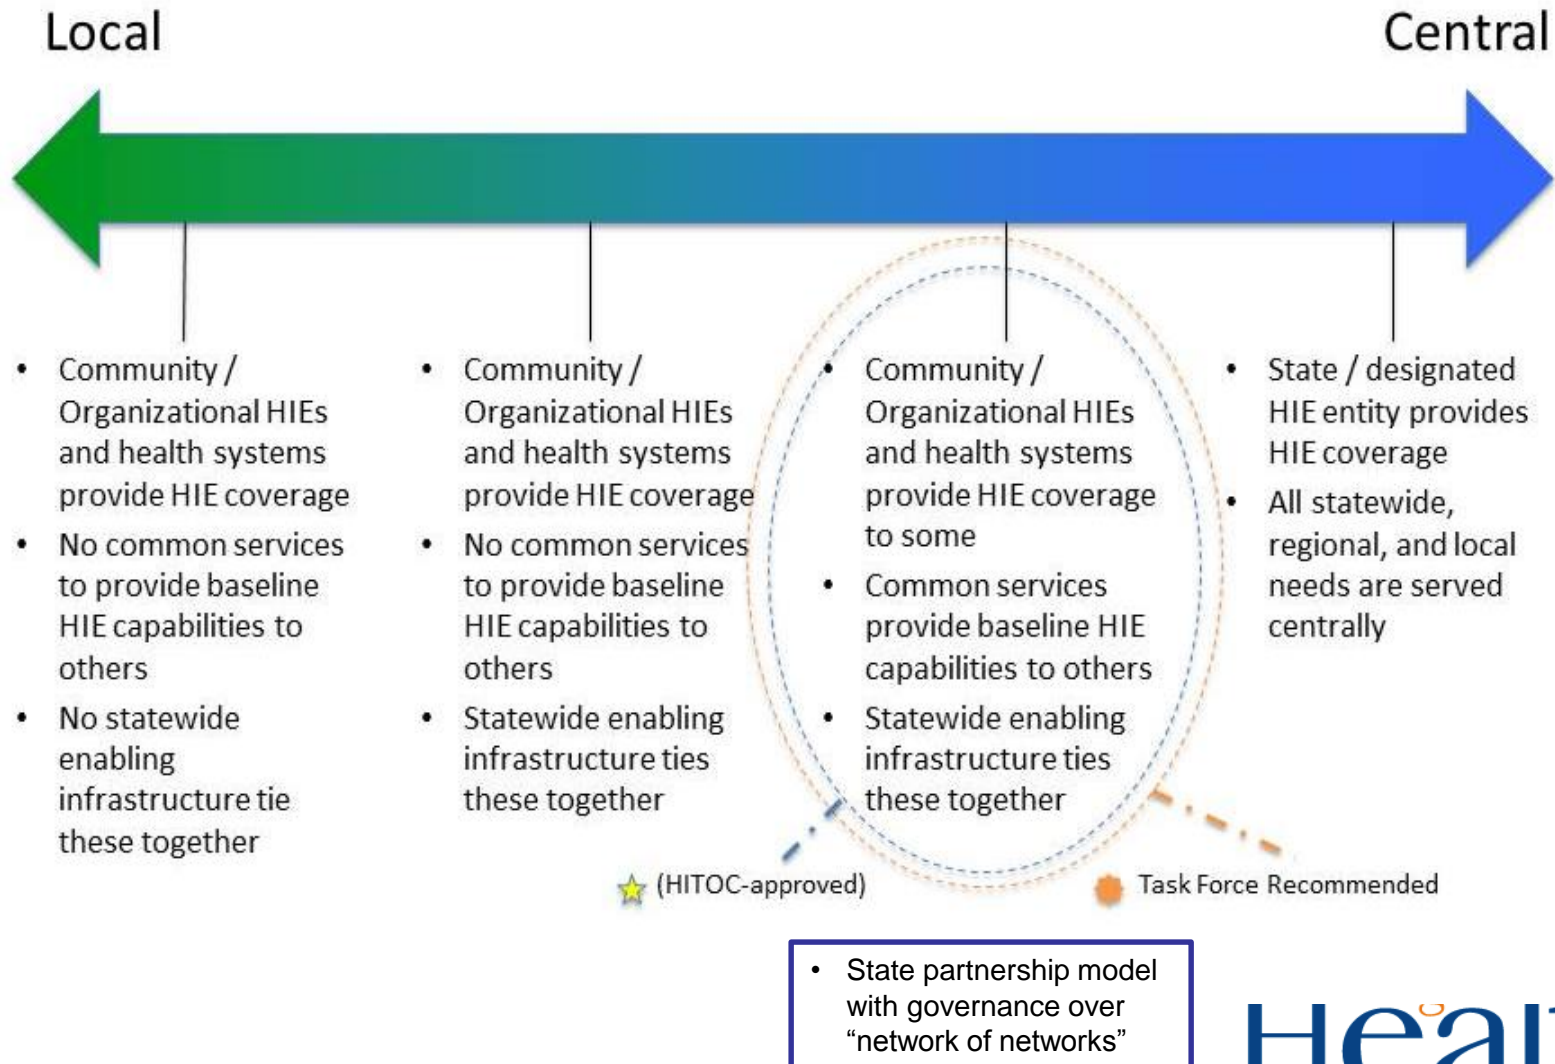 Local
Central
• Community /
Organizational HIEs
and health systems
provide HIE coverage
• No common services
to provide baseline
HIE capabilities to
others
• No statewide
enabling
infrastructure tie
these together
• Community /
Organizational HIEs
and health systems
provide HIE coverage
• No common services
to provide baseline
HIE capabilities to
others
• Statewide enabling
infrastructure ties
these together
• Community /
Organizational HIEs
and health systems
provide HIE coverage
to some
• Common services
provide baseline HIE
capabilities to others
• Statewide enabling
infrastructure ties
these together
• State / designated
HIE entity provides
HIE coverage
• All statewide,
regional, and local
needs are served
centrally
(HITOC-approved)
Task Force Recommended
• State partnership model
with governance over
“network of networks”